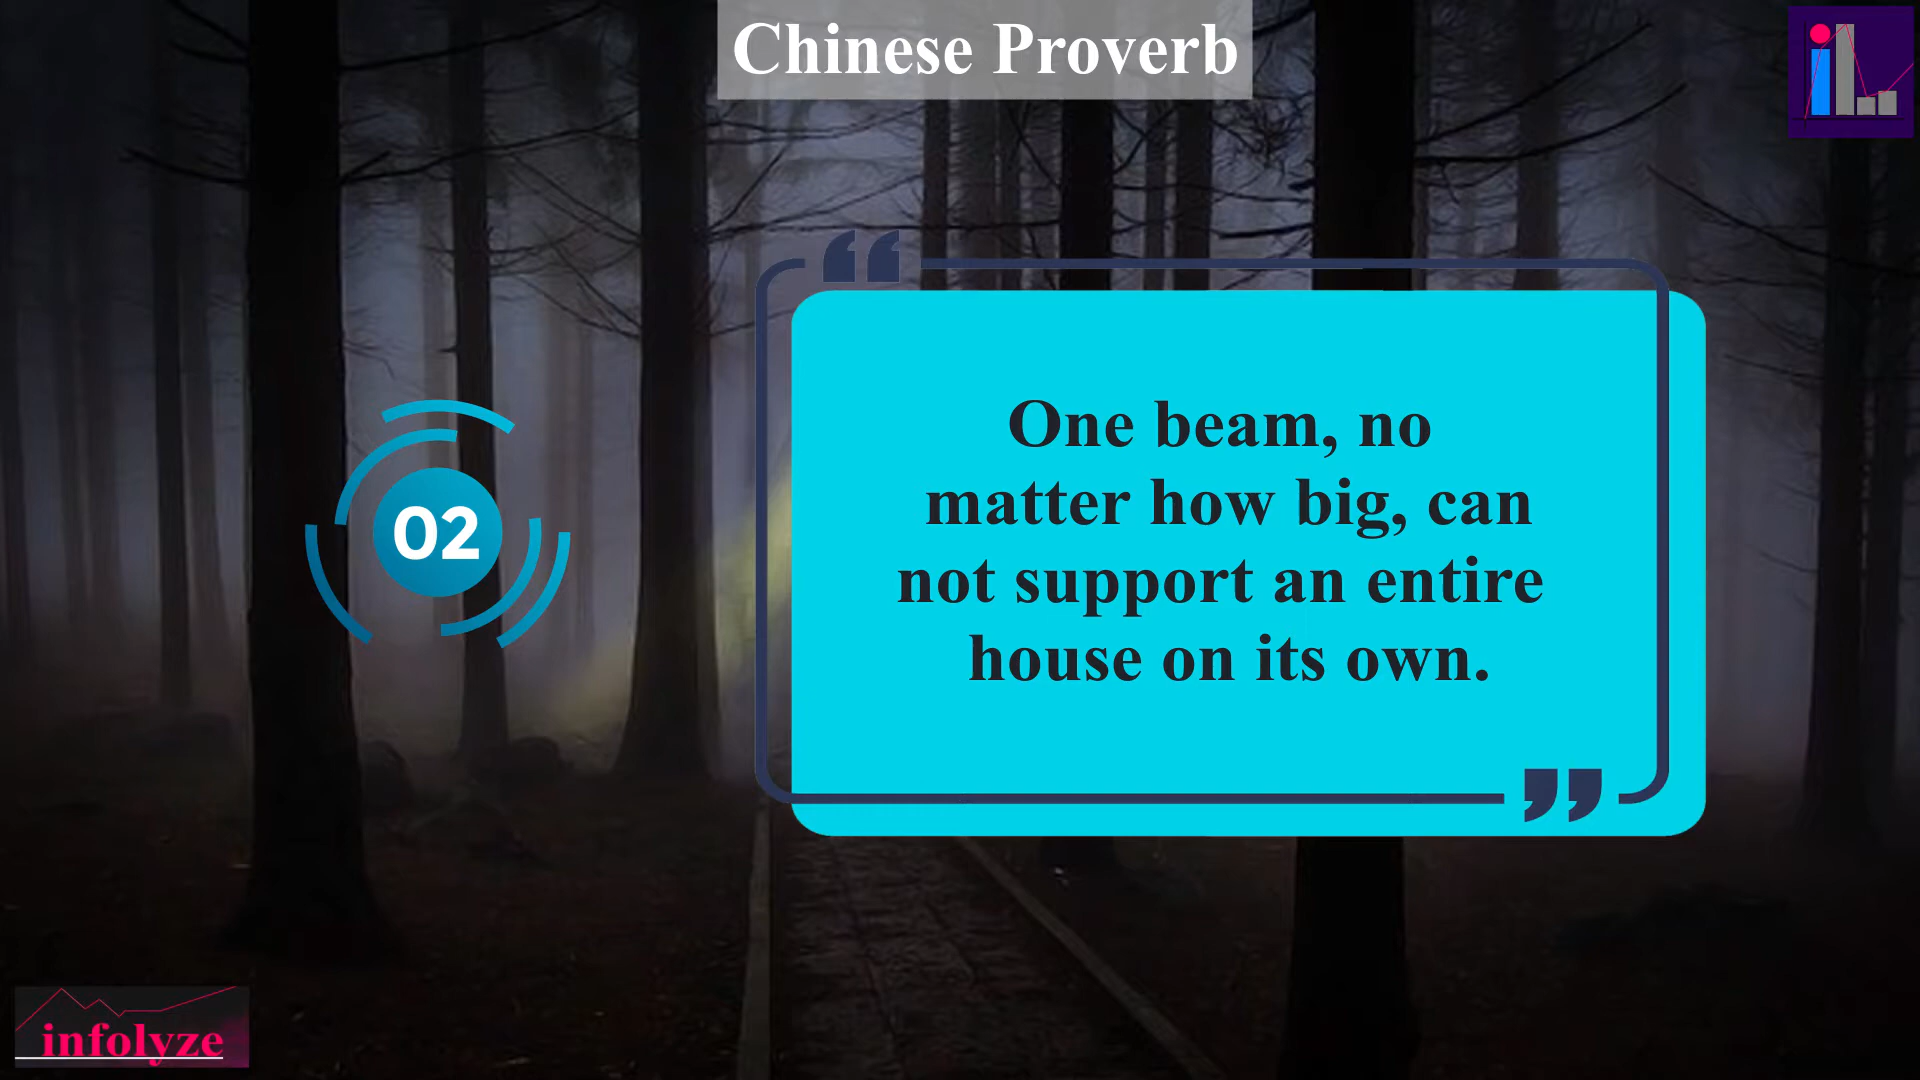 Chinese Proverb
02
One beam, no
matter how big, can
not support an entire
house on its own.
infolyze